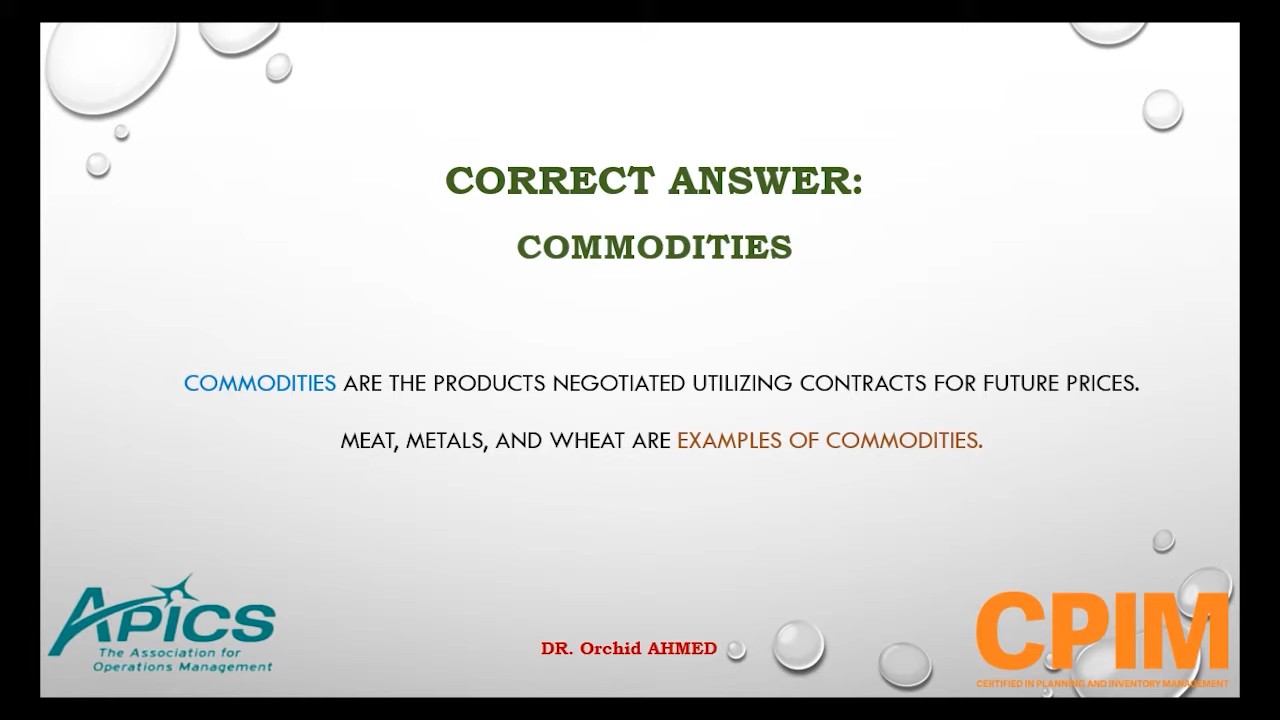 CORRECT ANSWER:
COMMODITIES
COMMODITIES ARE THE PRODUCTS NEGOTIATED UTILIZING CONTRACTS FOR FUTURE PRICES.
MEAT, METALS, AND WHEAT ARE EXAMPLES OF COMMODITIES.
APICS
The Association for
Operations Management
DR. Orchid AHMED
CPIM
CERTIFIED IN PLANNING AND INVENTORY MANAGEMENT